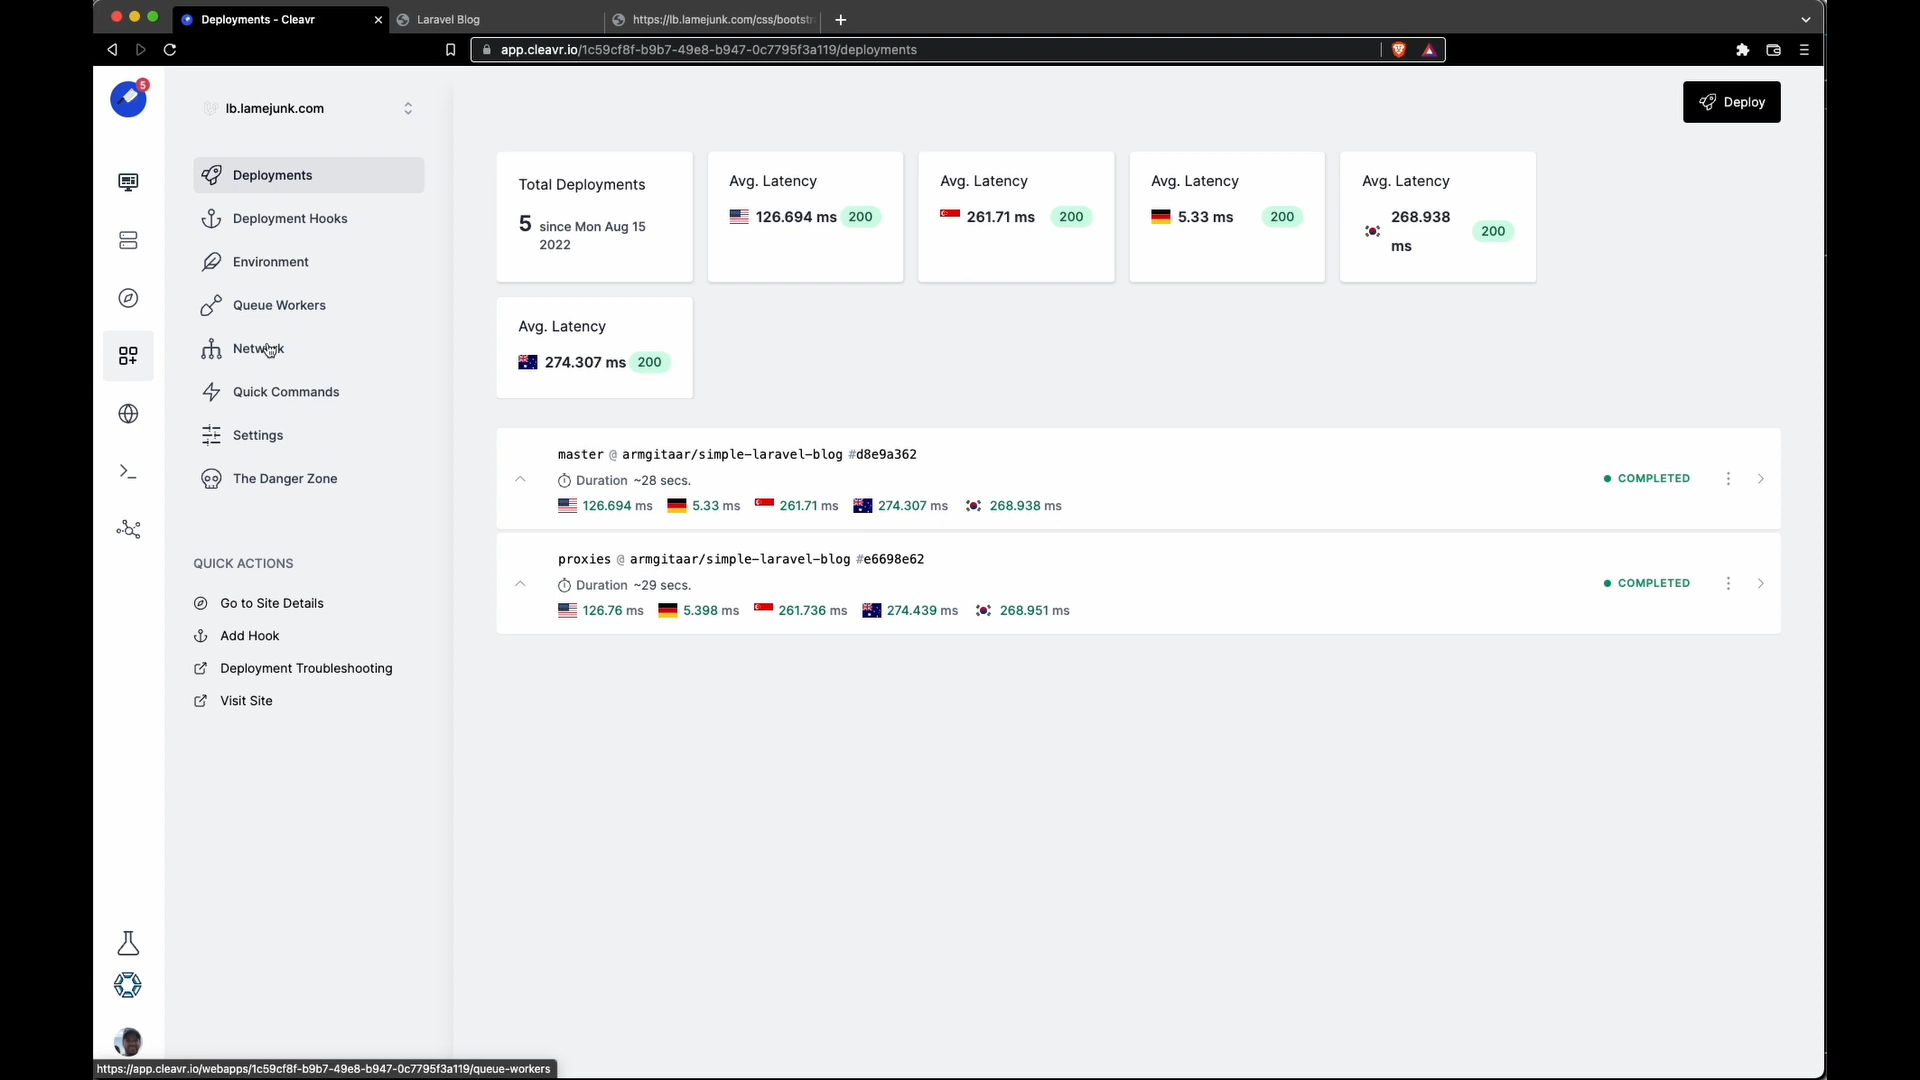 Deployments - Cleavr
Laravel Blog
https://lb.lamejunk.com/css/bootstr
app.cleavr.io/1c59cf8f-b9b7-49e8-b947-0c7795f3a119/deployments
5
lb.lamejunk.com
Deploy
Deployments
Deployment Hooks
Environment
Queue Workers
Network
Quick Commands
Settings
The Danger Zone
QUICK ACTIONS
Go to Site Details
Add Hook
Deployment Troubleshooting
Visit Site
Total Deployments
5 since Mon Aug 15
2022
Avg. Latency
126.694 ms 200
Avg. Latency
261.71 ms 200
Avg. Latency
5.33 ms 200
Avg. Latency
268.938
ms
200
Avg. Latency
274.307 ms 200
master @ armgitaar/simple-laravel-blog #d8e9a362
Duration ~28 secs.
126.694 ms 5.33 ms 261.71 ms 274.307 ms 268.938 ms
COMPLETED
proxies @ armgitaar/simple-laravel-blog #e6698e62
Duration ~29 secs.
126.76 ms 5.398 ms 261.736 ms 274.439 ms 268.951 ms
COMPLETED
https://app.cleavr.io/webapps/1c59cf8f-b9b7-49e8-b947-0c7795f3a119/queue-workers